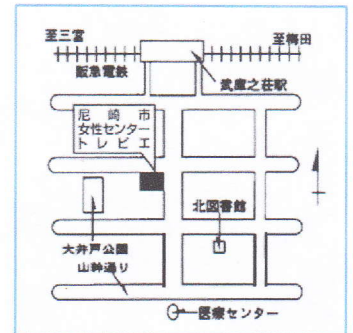 至三宮
至梅田
阪急電鉄
武庫之荘駅
尼崎市
女性センター
トレピエ
北図書館
大井戸公園
山幹通り
医療センター